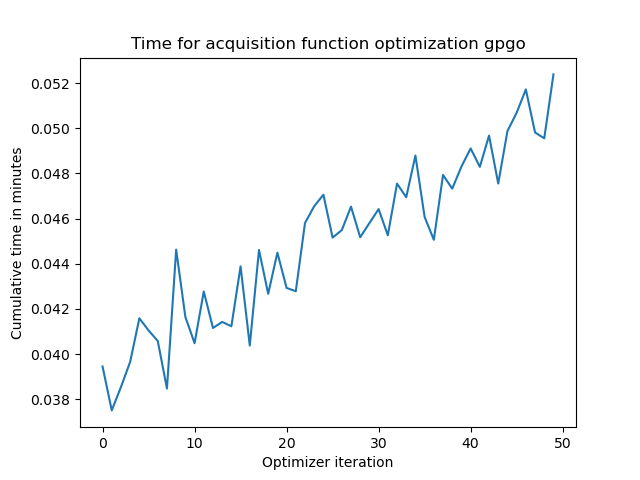 Time for acquisition function optimization gpgo
0.052
0.050
0.048
0.046
0.044
0.042
0.040
0.038
Cumulative time in minutes
0 10 20 30 40 50
Optimizer iteration